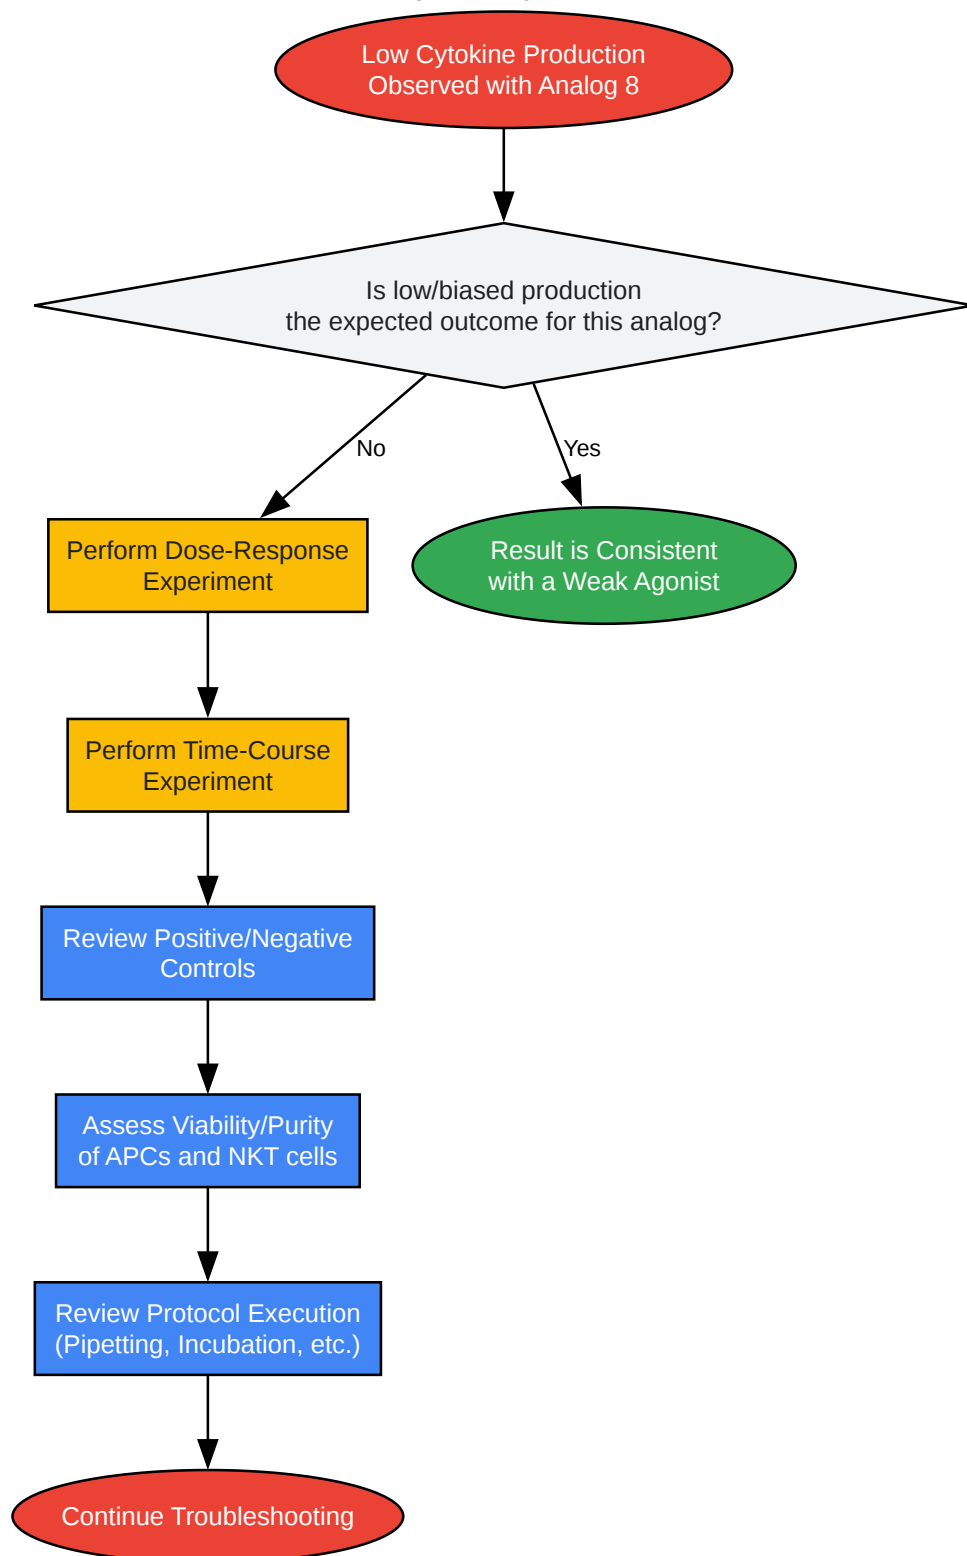 Low Cytokine Production
Observed with Analog 8
Is low/biased production
the expected outcome for this analog?
No
Yes
Perform Dose-Response
Experiment
Result is Consistent
with a Weak Agonist
Perform Time-Course
Experiment
Review Positive/Negative
Controls
Assess Viability/Purity
of APCs and NKT cells
Review Protocol Execution
(Pipetting, Incubation, etc.)
Continue Troubleshooting